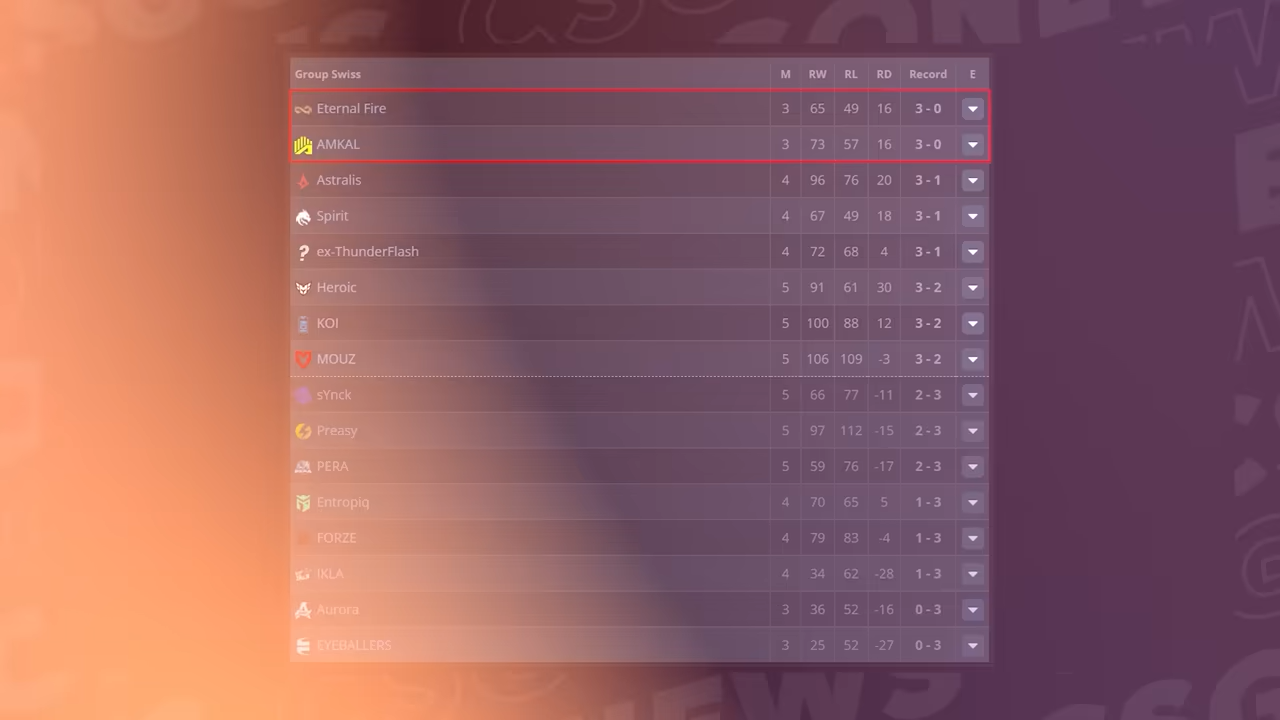 Group Swiss M RW RL RD Record E
Eternal Fire 3 65 49 16 3 - 0
AMKAL 3 73 57 16 3 - 0
Astralis 4 96 76 20 3 - 1
Spirit 4 67 49 18 3 - 1
? ex-ThunderFlash 4 72 68 4 3 - 1
Heroic 5 91 61 30 3 - 2
KOI 5 100 88 12 3 - 2
MOUZ 5 106 109 -3 3 - 2
sYnck 5 66 77 -11 2 - 3
Preasy 5 97 112 -15 2 - 3
PERA 5 59 76 -17 2 - 3
Entropiq 4 70 65 5 1 - 3
FORZE 4 79 83 -4 1 - 3
IKLA 4 34 62 -28 1 - 3
Aurora 3 36 52 -16 0 - 3
EYEBALLERS 3 25 52 -27 0 - 3